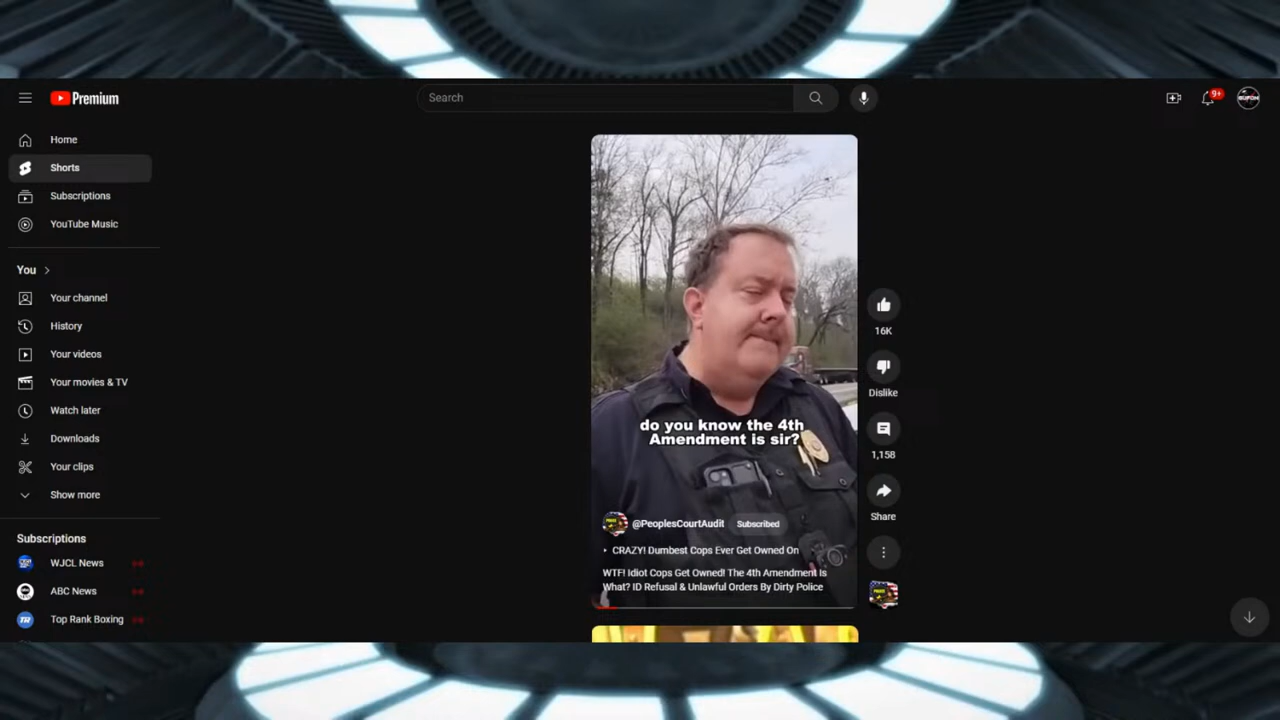 Premium
Search
9+
Home
Shorts
Subscriptions
YouTube Music
You
Your channel
History
Your videos
Your movies & TV
Watch later
Downloads
Your clips
Show more
Subscriptions
WJCL News
ABC News
TR
Top Rank Boxing
do you know the 4th
Amendment is sir?
@PeoplesCourtAudit
Subscribed
CRAZY! Dumbest Cops Ever Get Owned On
WTF! Idiot Cops Get Owned! The 4th Amendment Is
What? ID Refusal & Unlawful Orders By Dirty Police
16K
Dislike
1,158
Share